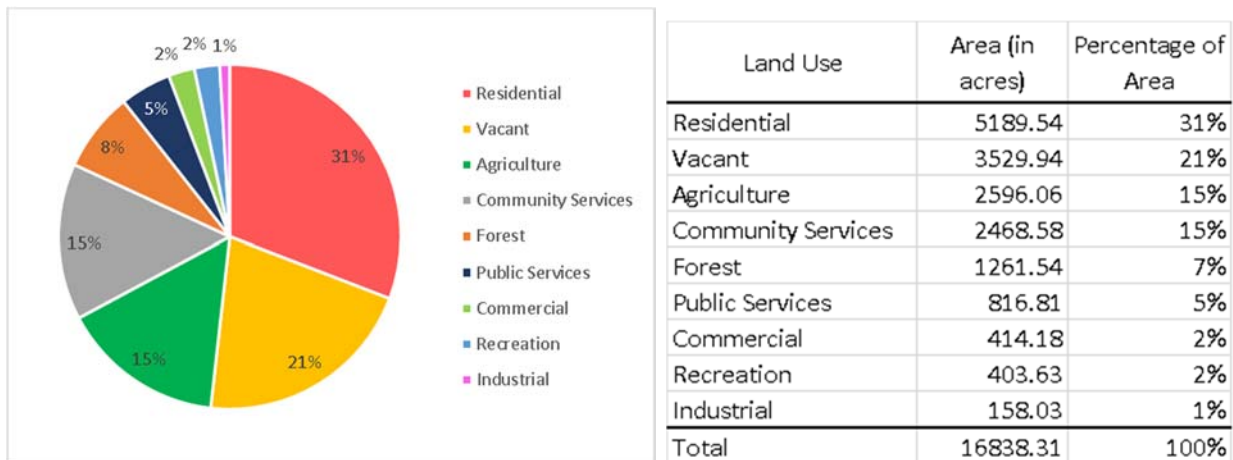 2% 2% 1%
5%
8%
31%
15%
15%
21%
Residential
Vacant
Agriculture
Community Services
Forest
Public Services
Commercial
Recreation
Industrial
Land Use Area (in acres) Percentage of Area
Residential 5189.54 31%
Vacant 3529.94 21%
Agriculture 2596.06 15%
Community Services 2468.58 15%
Forest 1261.54 7%
Public Services 816.81 5%
Commercial 414.18 2%
Recreation 403.63 2%
Industrial 158.03 1%
Total 16838.31 100%